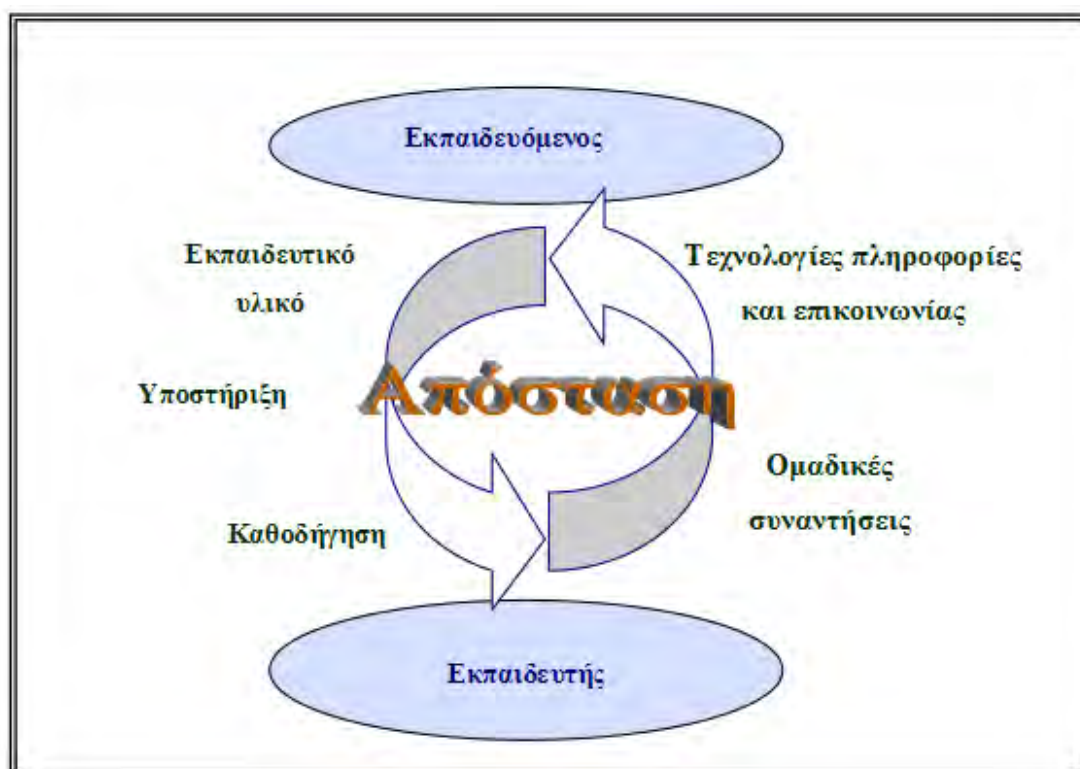 Εκπαιδευόμενος
Εκπαιδευτικό
υλικό
Τεχνολογίες πληροφορίες
και επικοινωνίας
Υποστήριξη
Απόσταση
Ομαδικές
συναντήσεις
Καθοδήγηση
Εκπαιδευτής